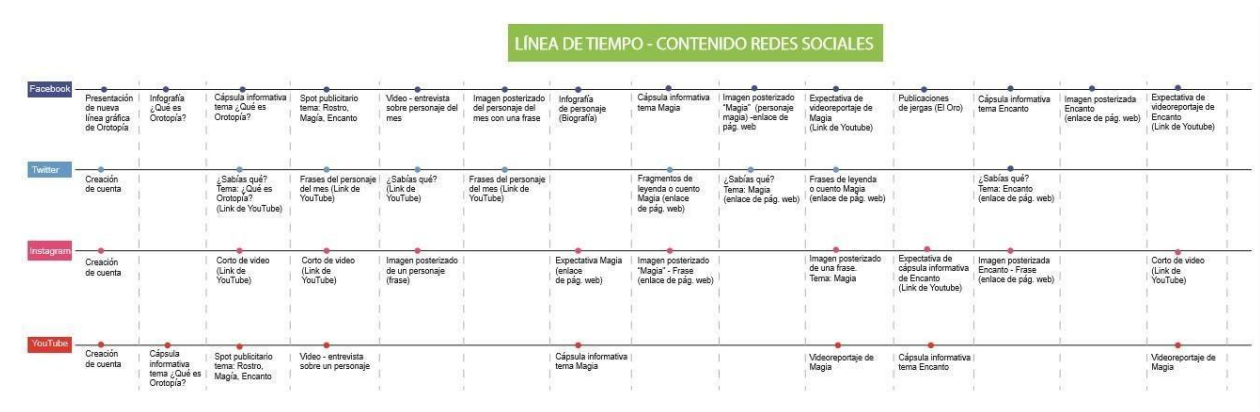 LÍNEA DE TIEMPO - CONTENIDO REDES SOCIALES
Facebook
Presentación
de nueva
línea gráfica
de Orotopía
Infografía
¿Qué es
Orotopía?
Cápsula informativa
tema ¿Qué es
Orotopía?
Spot publicitario
tema: Rostro,
Magía, Encanto
Video - entrevista
sobre personaje del
mes
Imagen posterizado
del personaje del
mes con una frase
Infografía
de personaje
(Biografía)
Cápsula informativa
tema Magia
Imagen posterizado
"Magia" (personaje
magia) -enlace de
pág. web
Expectativa de
videoreportaje de
Magia
(Link de Youtube)
Publicaciones
de jergas (El Oro)
Cápsula informativa
tema Encanto
Imagen posterizada
Encanto
(enlace de pág. web)
Expectativa de
videoreportaje de
Encanto
(Link de Youtube)
Twitter
Creación
de cuenta
¿Sabías qué?
Tema: ¿Qué es
Orotopía?
(Link de YouTube)
Frases del personaje
del mes (Link de
YouTube)
¿Sabías qué?
(Link de
YouTube)
Frases del personaje
del mes (Link de
YouTube)
Fragmentos de
leyenda o cuento
Magia (enlace
de pág. web)
¿Sabías qué?
Tema: Magia
(enlace de pág. web)
Frases de leyenda
o cuento Magia
(enlace de pág. web)
¿Sabías qué?
Tema: Encanto
(enlace de pág. web)
Instagram
Creación
de cuenta
Corto de video
(Link de
YouTube)
Corto de video
(Link de
YouTube)
Imagen posterizado
de un personaje
(frase)
Expectativa Magia
(enlace
de pág. web)
Imagen posterizado
"Magia" - Frase
(enlace de pág. web)
Imagen posterizado
de una frase.
Tema: Magia
Expectativa de
cápsula informativa
de Encanto
(Link de Youtube)
Imagen posterizada
Encanto - Frase
(enlace de pág. web)
Corto de video
(Link de
YouTube)
YouTube
Creación
de cuenta
Cápsula
informativa
tema ¿Qué es
Orotopía?
Spot publicitario
tema: Rostro,
Magía, Encanto
Video - entrevista
sobre un personaje
Cápsula informativa
tema Magia
Videoreportaje de
Magia
Cápsula informativa
tema Encanto
Videoreportaje de
Magia